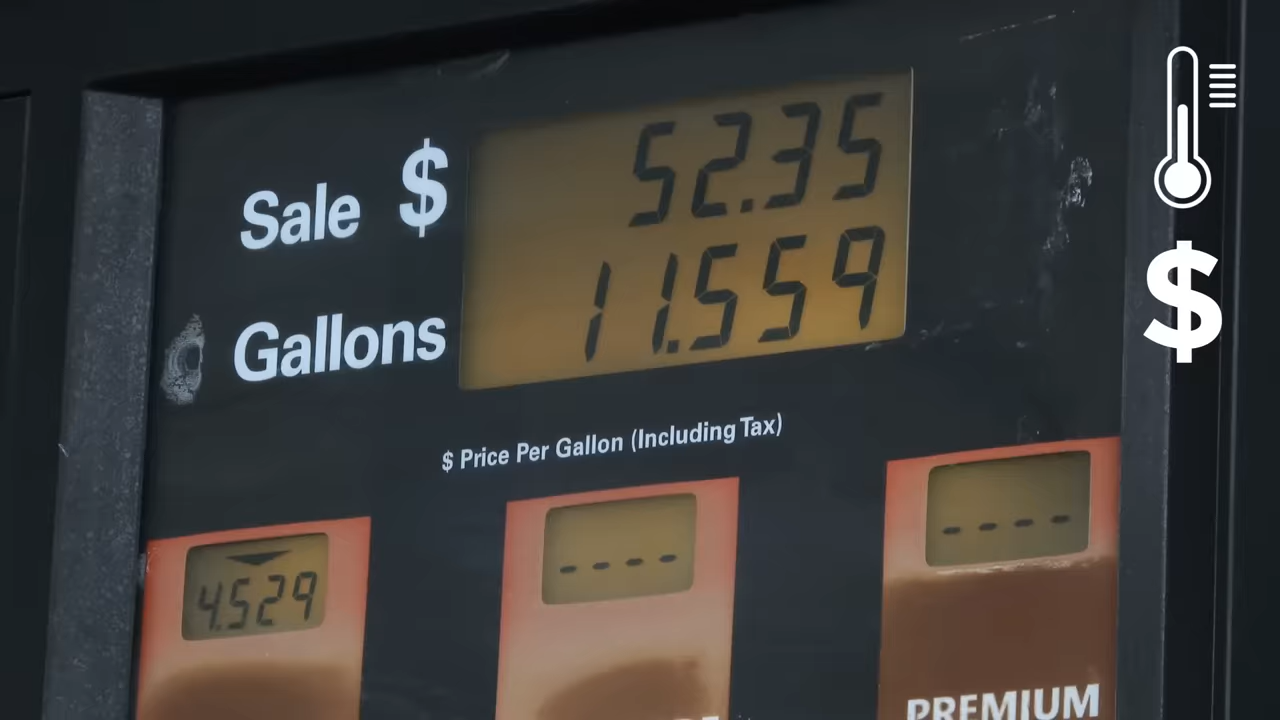 Sale $ 52.35
Gallons 11.559
$ Price Per Gallon (Including Tax)
4.529
----
----
PREMIUM
$